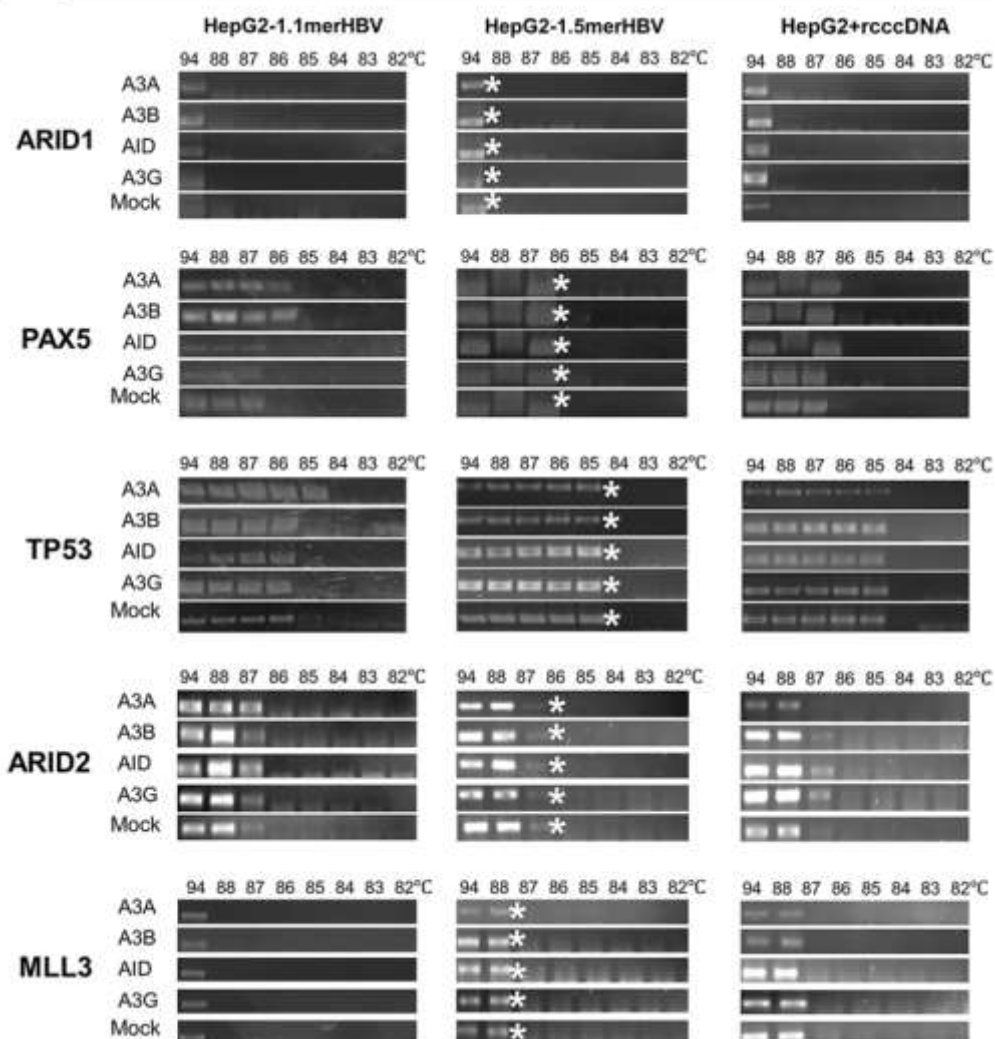 HepG2-1.1merHBV HepG2-1.5merHBV HepG2+rcccDNA
94 88 87 86 85 84 83 82°C 94 88 87 86 85 84 83 82°C 94 88 87 86 85 84 83 82°C
A3A
A3B
ARID1 AID
A3G
Mock
94 88 87 86 85 84 83 82°C 94 88 87 86 85 84 83 82°C 94 88 87 86 85 84 83 82°C
A3A
A3B
PAX5 AID
A3G
Mock
94 88 87 86 85 84 83 82°C 94 88 87 86 85 84 83 82°C 94 88 87 86 85 84 83 82°C
A3A
A3B
TP53 AID
A3G
Mock
94 88 87 86 85 84 83 82°C 94 88 87 86 85 84 83 82°C 94 88 87 86 85 84 83 82°C
A3A
A3B
ARID2 AID
A3G
Mock
94 88 87 86 85 84 83 82°C 94 88 87 86 85 84 83 82°C 94 88 87 86 85 84 83 82°C
A3A
A3B
MLL3 AID
A3G
Mock